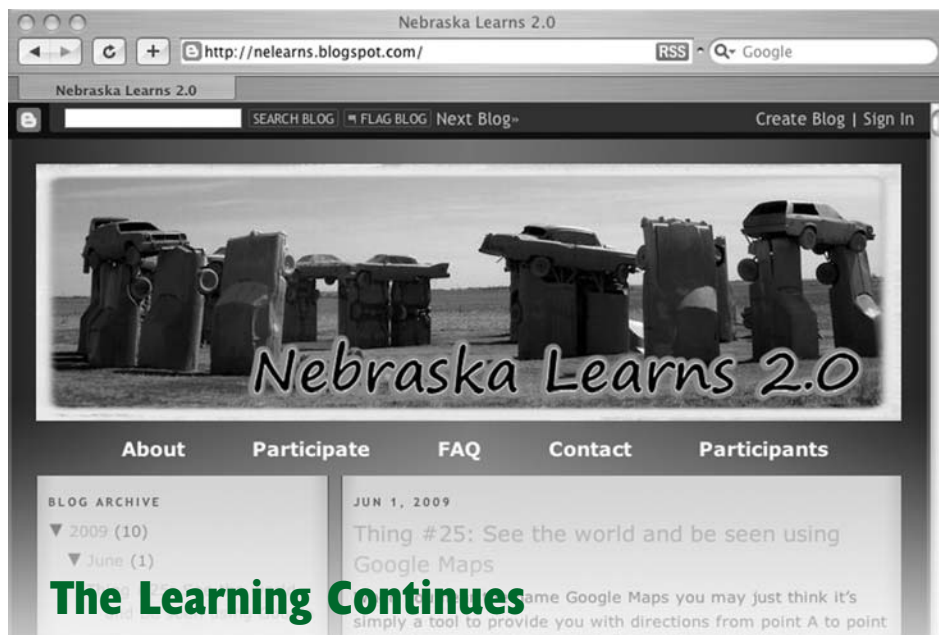 Nebraska Learns 2.0
http://nelearns.blogspot.com/
RSS
Google
Nebraska Learns 2.0
SEARCH BLOG
FLAG BLOG
Next Blog»
Create Blog | Sign In
Nebraska Learns 2.0
About
Participate
FAQ
Contact
Participants
BLOG ARCHIVE
▼ 2009 (10)
▼ June (1)
JUN 1, 2009
Thing #25: See the world and be seen using
Google Maps
The Learning Continues
ame Google Maps you may just think it's
simply a tool to provide you with directions from point A to point